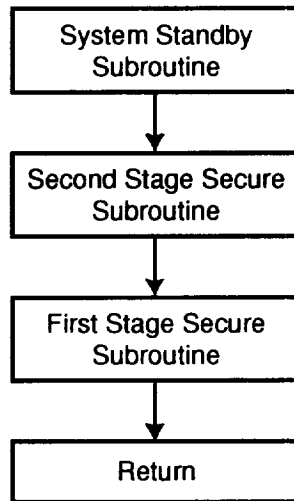 System Standby
Subroutine
Second Stage Secure
Subroutine
First Stage Secure
Subroutine
Return